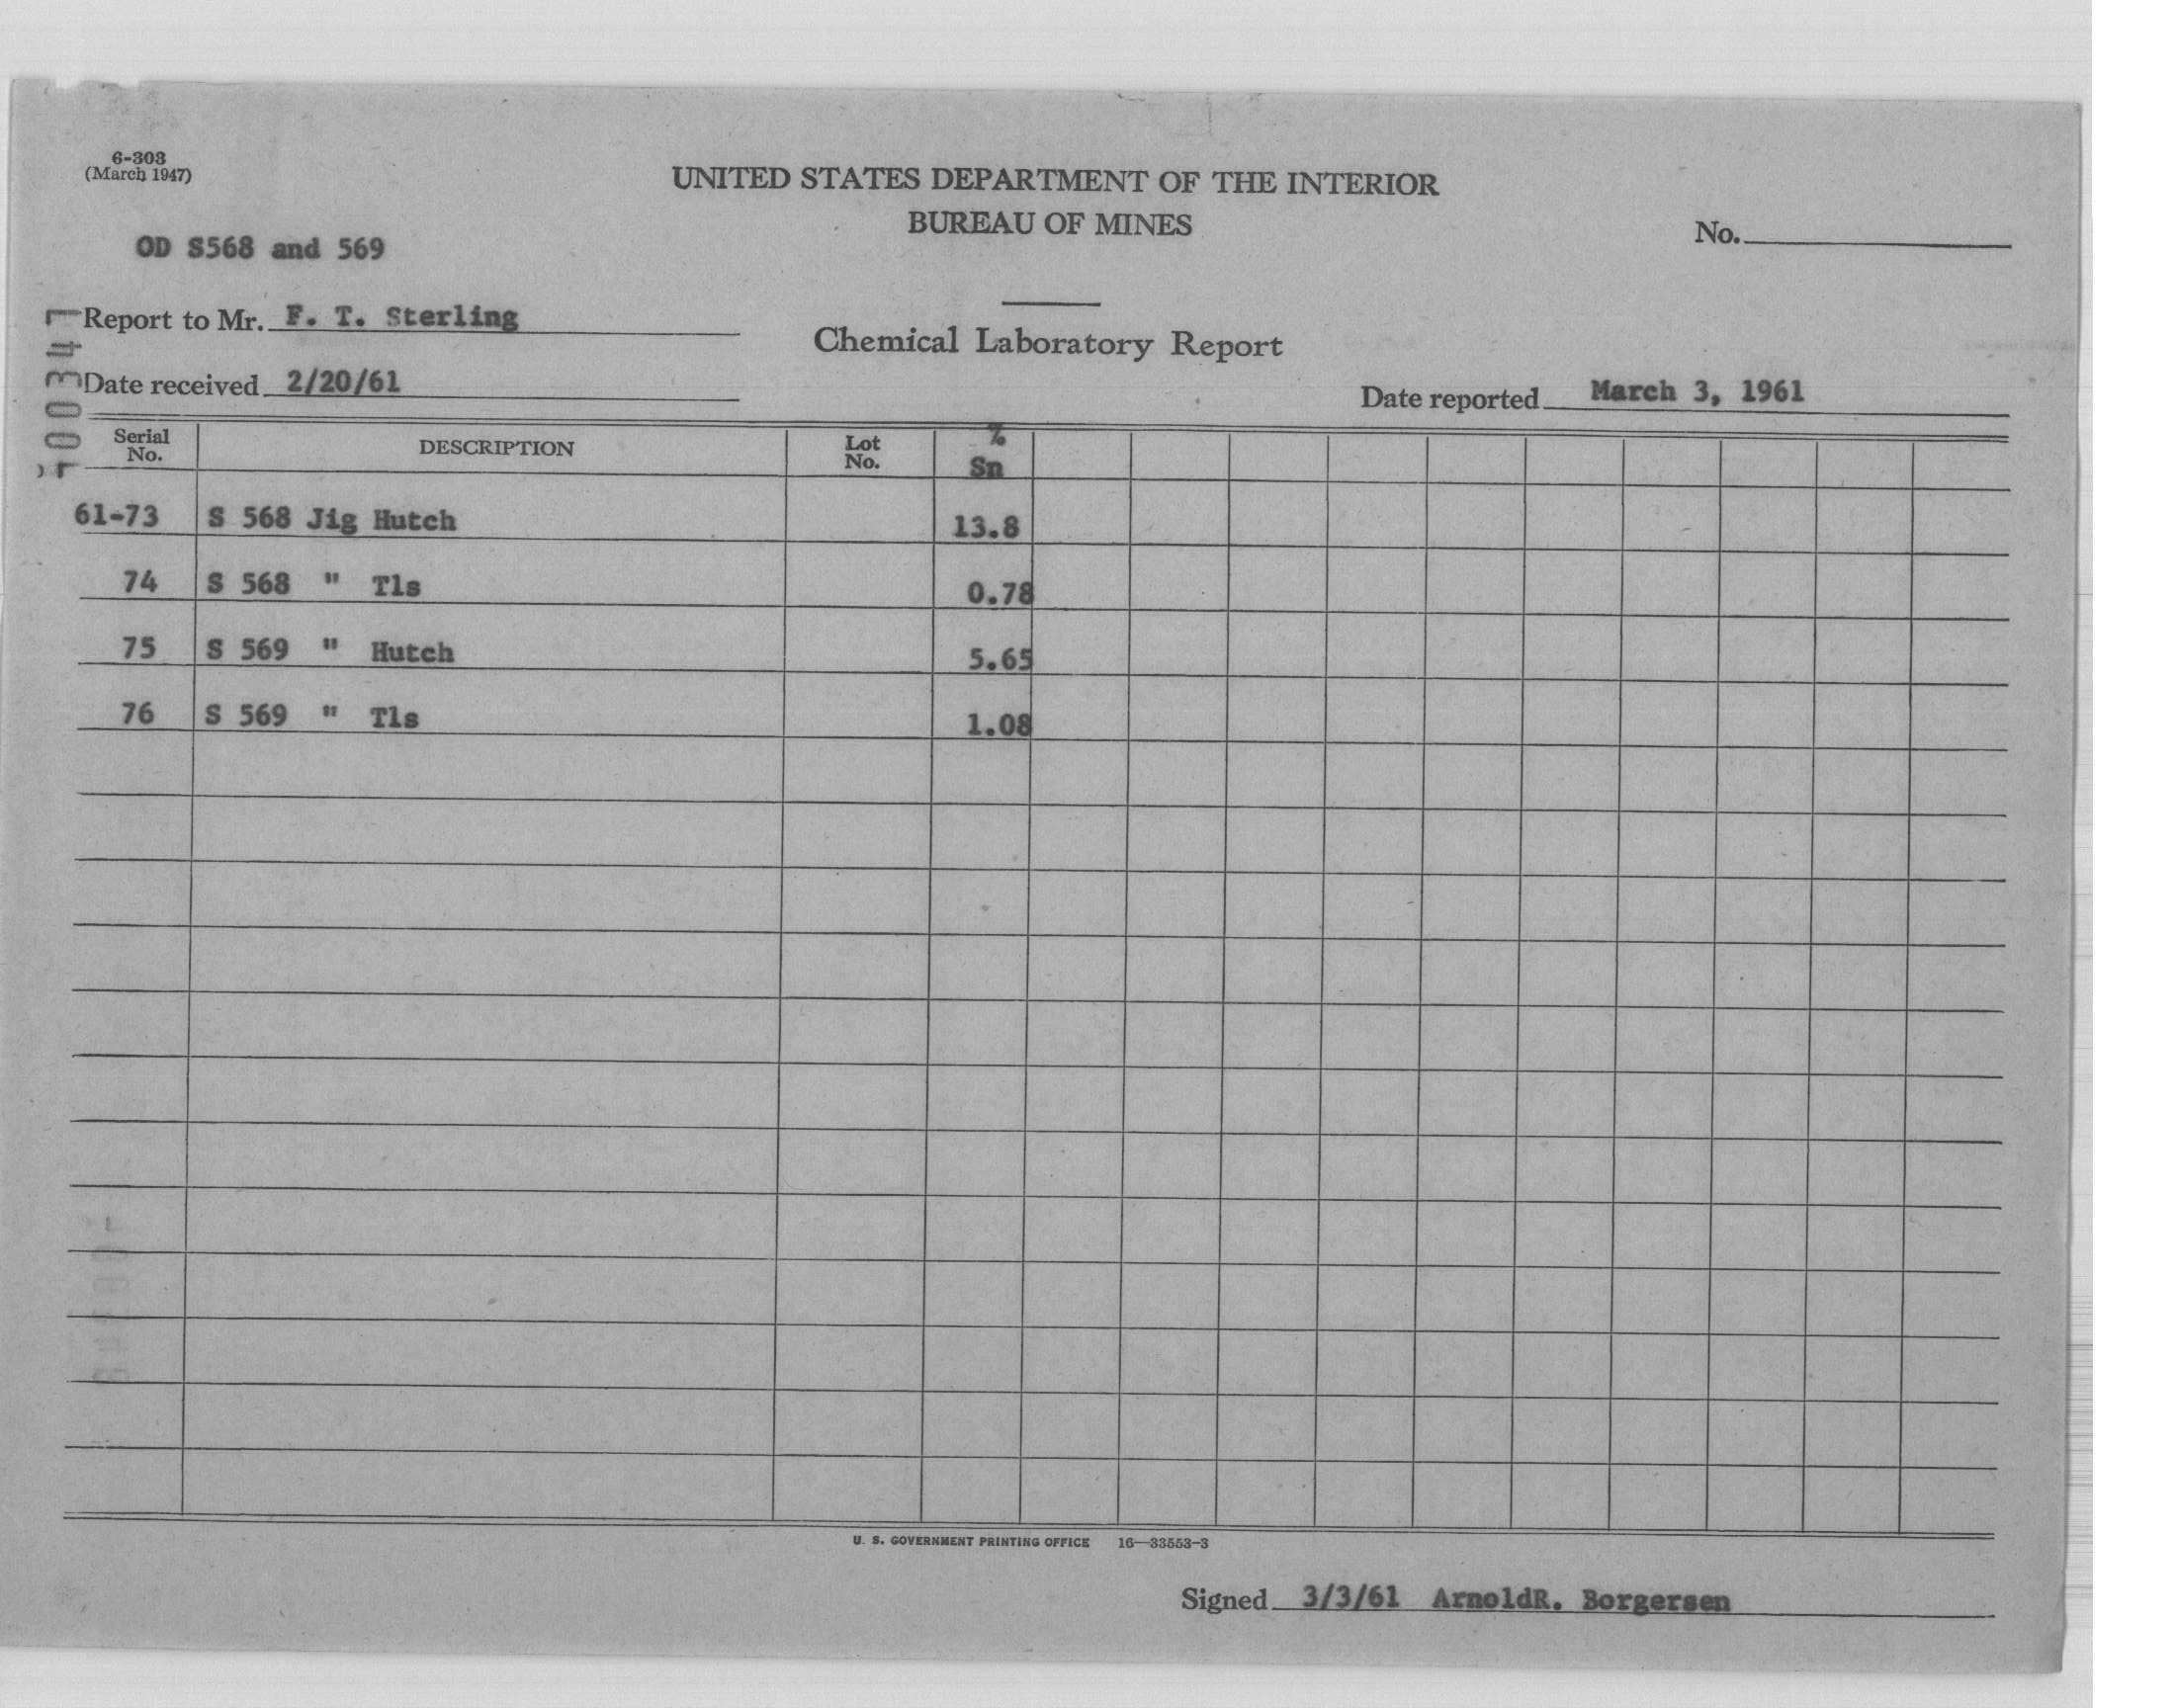 6-303
(March 1947)
UNITED STATES DEPARTMENT OF THE INTERIOR
BUREAU OF MINES
No.
OD S568 and 569
Report to Mr. F. T. Sterling
Chemical Laboratory Report
Date received 2/20/61
Date reported March 3, 1961
Serial No. DESCRIPTION Lot No. % Sn
61-73 S 568 Jig Hutch 13.8
74 S 568 " Tls 0.78
75 S 569 " Hutch 5.65
76 S 569 " Tls 1.08
U. S. GOVERNMENT PRINTING OFFICE 16—33553-3
Signed 3/3/61 ArnoldR. Borgersen